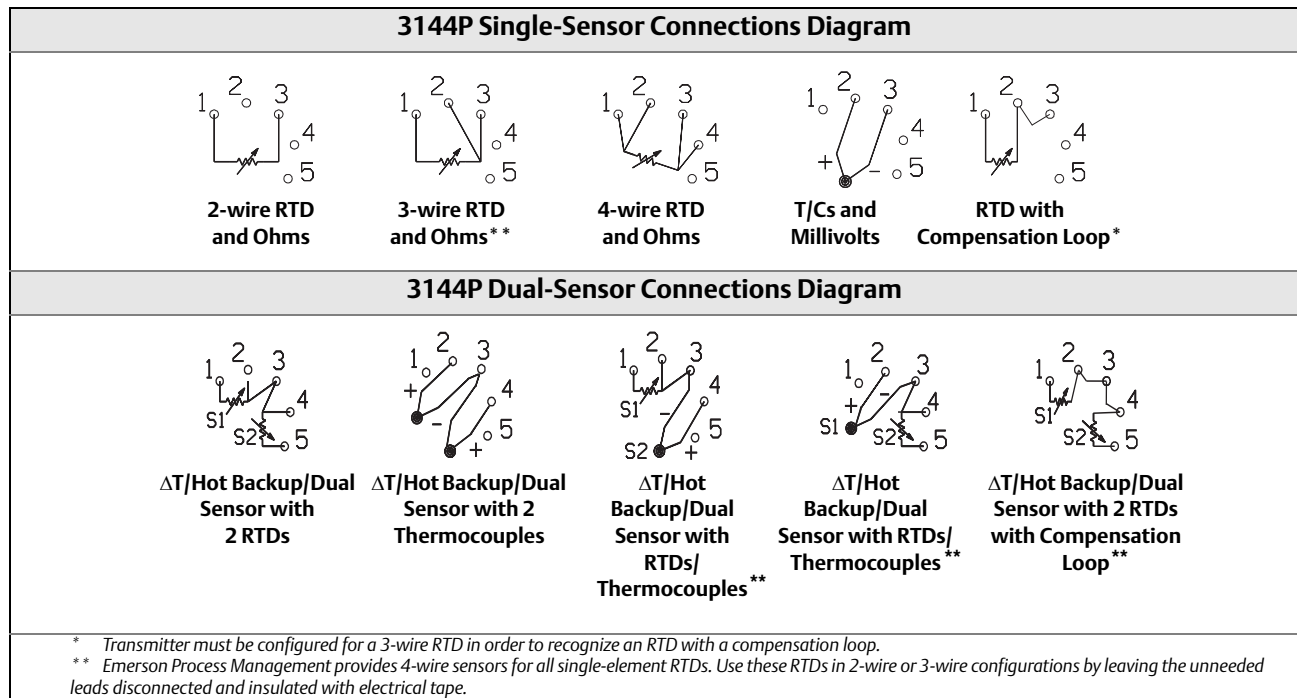 3144P Single-Sensor Connections Diagram
1 2 3 4 5
1 2 3 4 5
1 2 3 4 5
1 2 3 4 5 + -
1 2 3 4 5
2-wire RTD
and Ohms
3-wire RTD
and Ohms**
4-wire RTD
and Ohms
T/Cs and
Millivolts
RTD with
Compensation Loop*
3144P Dual-Sensor Connections Diagram
1 2 3 4 5 S1 S2
1 2 3 4 5 + - +
1 2 3 4 5 S1 - S2 +
1 2 3 4 5 + - S1 S2
1 2 3 4 5 S1 S2
ΔT/Hot Backup/Dual
Sensor with
2 RTDs
ΔT/Hot Backup/Dual
Sensor with 2
Thermocouples
ΔT/Hot
Backup/Dual
Sensor with
RTDs/
Thermocouples**
ΔT/Hot
Backup/Dual
Sensor with RTDs/
Thermocouples**
ΔT/Hot Backup/Dual
Sensor with 2 RTDs
with Compensation
Loop**
* Transmitter must be configured for a 3-wire RTD in order to recognize an RTD with a compensation loop.
** Emerson Process Management provides 4-wire sensors for all single-element RTDs. Use these RTDs in 2-wire or 3-wire configurations by leaving the unneeded
leads disconnected and insulated with electrical tape.